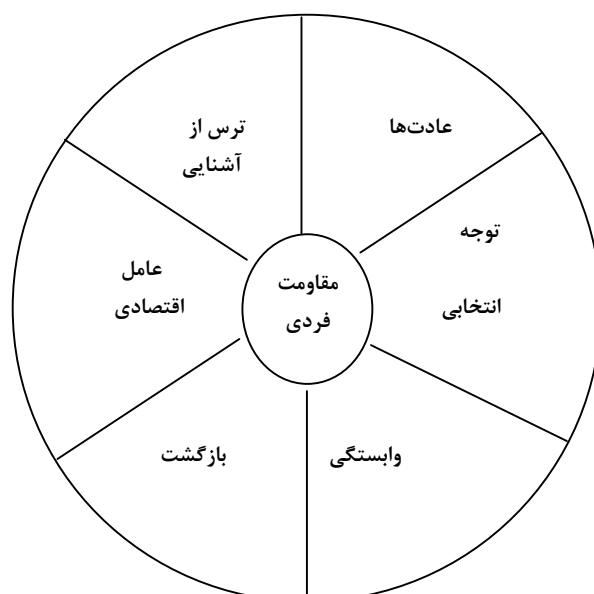 ترس از
آشنایی
عادت‌ها
توجه
انتخابی
عامل
اقتصادی
مقاومت
فردی
بازگشت
وابستگی